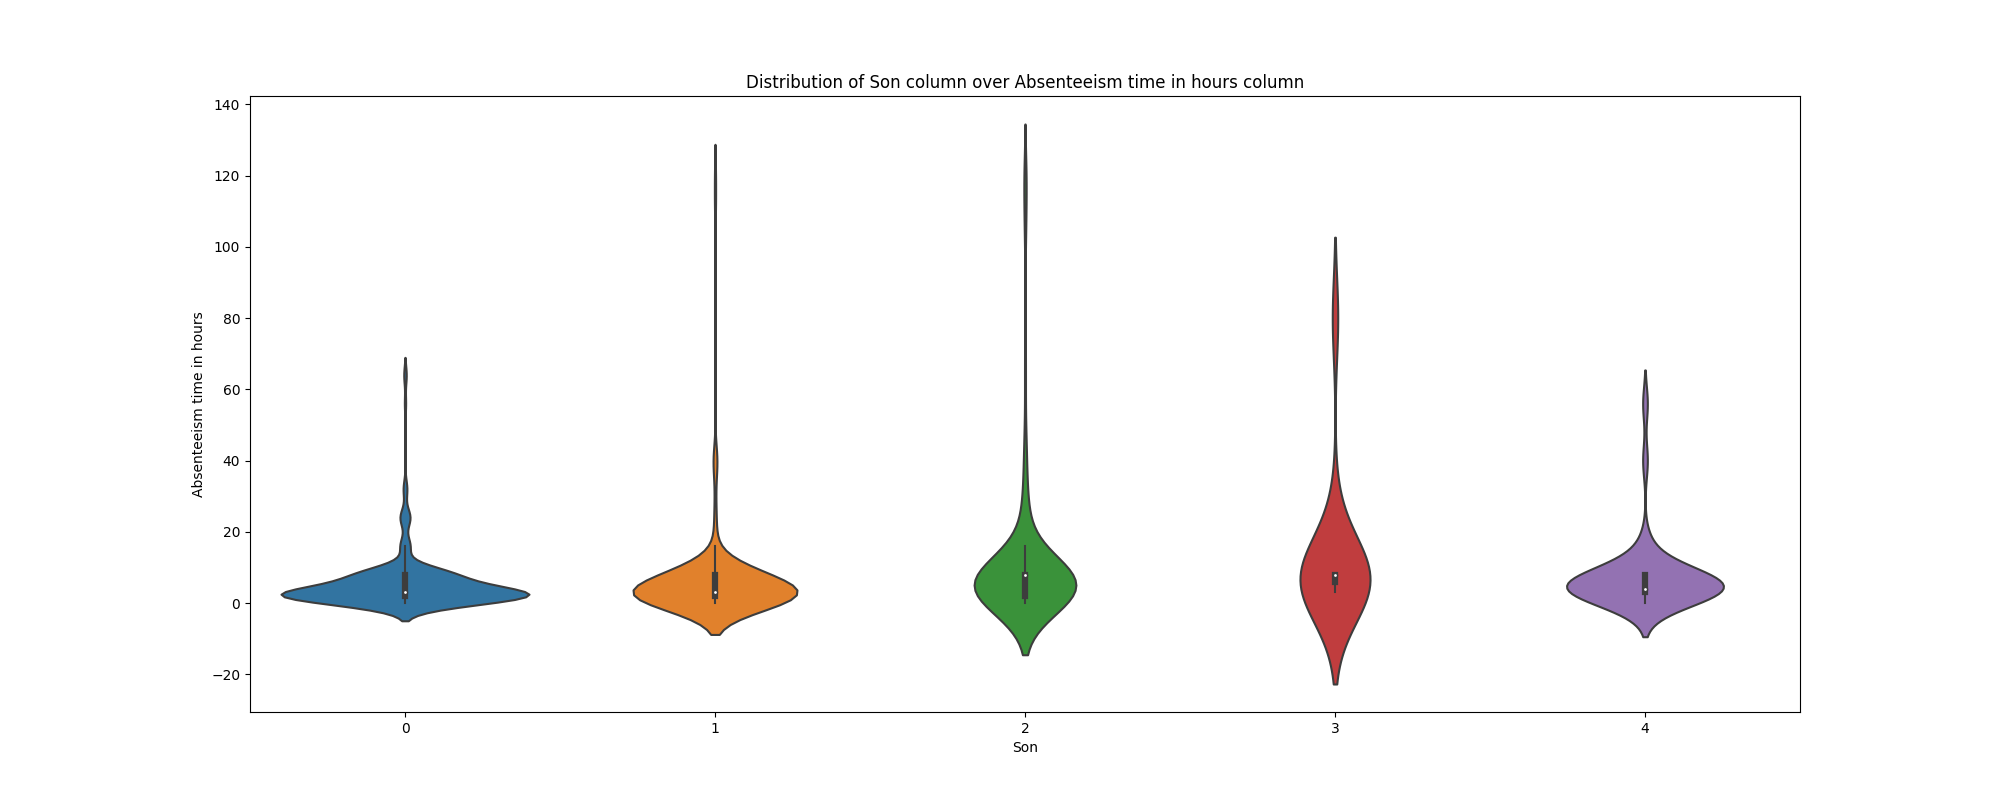 Distribution of Son column over Absenteeism time in hours column
140
120
100
80
60
40
20
0
−20
Absenteeism time in hours
0 1 2 3 4
Son